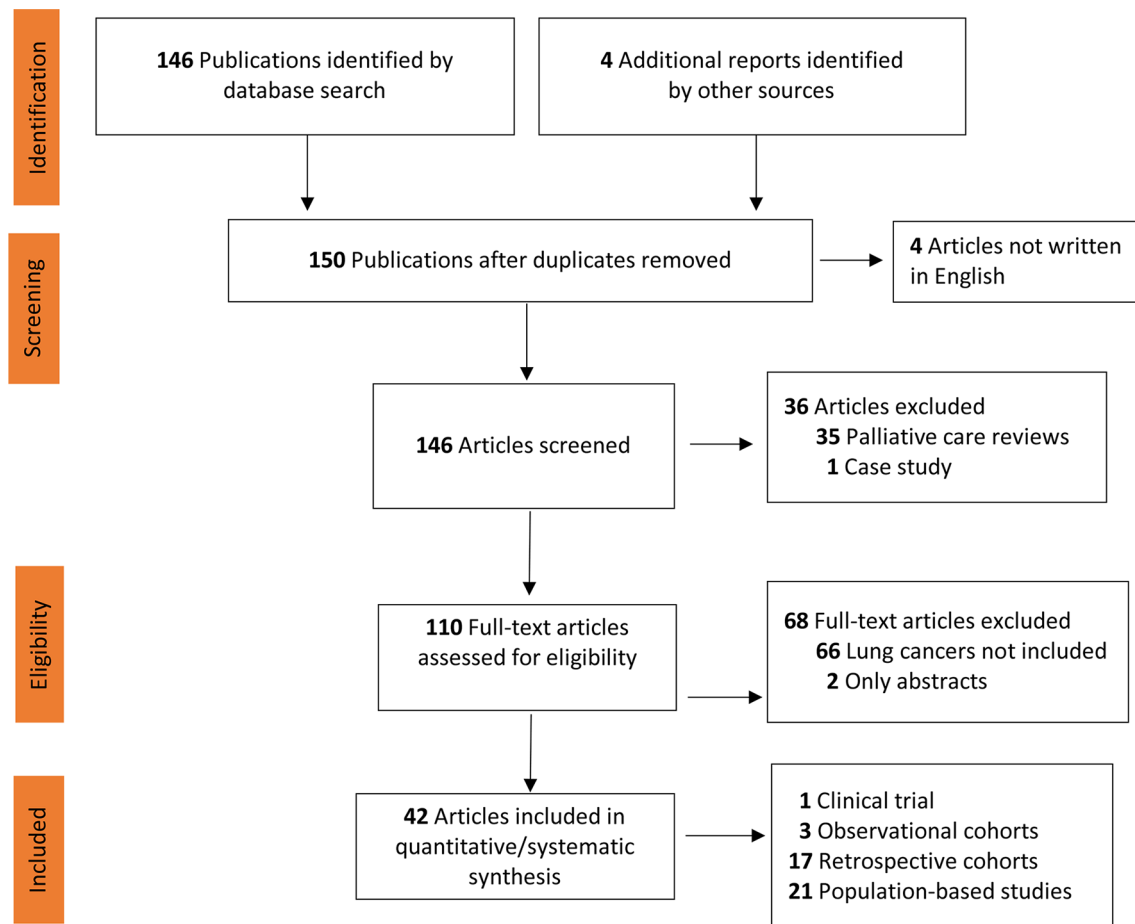 Identification
146 Publications identified by
database search
4 Additional reports identified
by other sources
Screening
150 Publications after duplicates removed
4 Articles not written
in English
146 Articles screened
36 Articles excluded
35 Palliative care reviews
1 Case study
Eligibility
110 Full-text articles
assessed for eligibility
68 Full-text articles excluded
66 Lung cancers not included
2 Only abstracts
Included
42 Articles included in
quantitative/systematic
synthesis
1 Clinical trial
3 Observational cohorts
17 Retrospective cohorts
21 Population-based studies